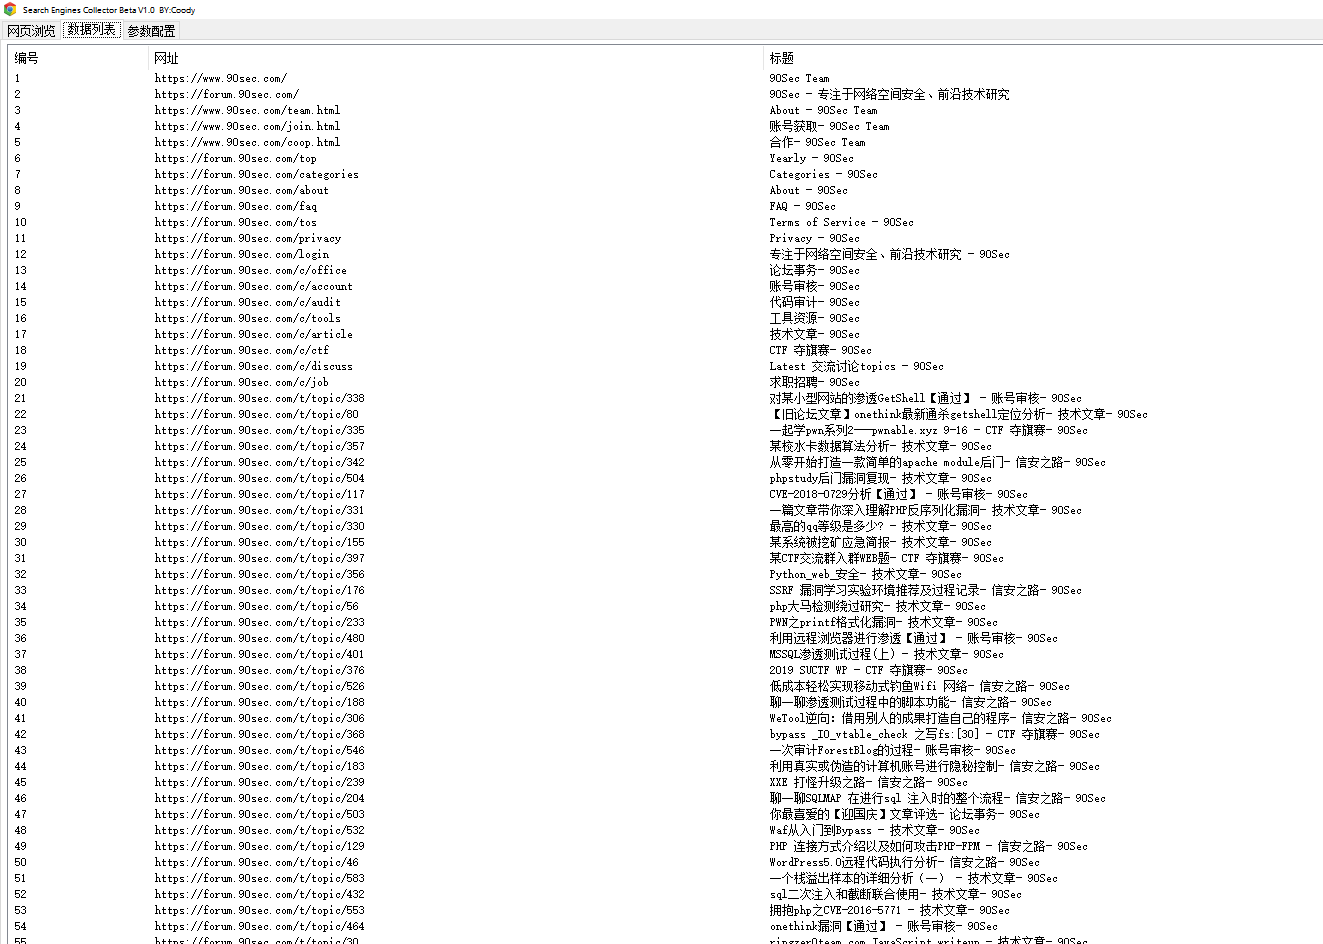 Search Engines Collector Beta V1.0 BY:Coody
网页浏览 数据列表 参数配置
编号 网址 标题
1 https://www.90sec.com/ 90Sec Team
2 https://forum.90sec.com/ 90Sec - 专注于网络空间安全、前沿技术研究
3 https://www.90sec.com/team.html About - 90Sec Team
4 https://www.90sec.com/join.html 账号获取- 90Sec Team
5 https://www.90sec.com/coop.html 合作- 90Sec Team
6 https://forum.90sec.com/top Yearly - 90Sec
7 https://forum.90sec.com/categories Categories - 90Sec
8 https://forum.90sec.com/about About - 90Sec
9 https://forum.90sec.com/faq FAQ - 90Sec
10 https://forum.90sec.com/tos Terms of Service - 90Sec
11 https://forum.90sec.com/privacy Privacy - 90Sec
12 https://forum.90sec.com/login 专注于网络空间安全、前沿技术研究 - 90Sec
13 https://forum.90sec.com/c/office 论坛事务- 90Sec
14 https://forum.90sec.com/c/account 账号审核- 90Sec
15 https://forum.90sec.com/c/audit 代码审计- 90Sec
16 https://forum.90sec.com/c/tools 工具资源- 90Sec
17 https://forum.90sec.com/c/article 技术文章- 90Sec
18 https://forum.90sec.com/c/ctf CTF 夺旗赛- 90Sec
19 https://forum.90sec.com/c/discuss Latest 交流讨论topics - 90Sec
20 https://forum.90sec.com/c/job 求职招聘- 90Sec
21 https://forum.90sec.com/t/topic/338 对某小型网站的渗透GetShell【通过】 - 账号审核- 90Sec
22 https://forum.90sec.com/t/topic/80 【旧论坛文章】onethink最新通杀getshell定位分析- 技术文章- 90Sec
23 https://forum.90sec.com/t/topic/335 一起学pwn系列2——pwnable.xyz 9-16 - CTF 夺旗赛- 90Sec
24 https://forum.90sec.com/t/topic/357 某校水卡数据算法分析- 技术文章- 90Sec
25 https://forum.90sec.com/t/topic/342 从零开始打造一款简单的apache module后门- 信安之路- 90Sec
26 https://forum.90sec.com/t/topic/504 phpstudy后门漏洞复现- 技术文章- 90Sec
27 https://forum.90sec.com/t/topic/117 CVE-2018-0729分析【通过】 - 账号审核- 90Sec
28 https://forum.90sec.com/t/topic/331 一篇文章带你深入理解PHP反序列化漏洞- 技术文章- 90Sec
29 https://forum.90sec.com/t/topic/330 最高的qq等级是多少? - 技术文章- 90Sec
30 https://forum.90sec.com/t/topic/155 某系统被挖矿应急简报- 技术文章- 90Sec
31 https://forum.90sec.com/t/topic/397 某CTF交流群入群WEB题- CTF 夺旗赛- 90Sec
32 https://forum.90sec.com/t/topic/356 Python_web_安全- 技术文章- 90Sec
33 https://forum.90sec.com/t/topic/176 SSRF 漏洞学习实验环境推荐及过程记录- 信安之路- 90Sec
34 https://forum.90sec.com/t/topic/56 php大马检测绕过研究- 技术文章- 90Sec
35 https://forum.90sec.com/t/topic/233 PWN之printf格式化漏洞- 技术文章- 90Sec
36 https://forum.90sec.com/t/topic/480 利用远程浏览器进行渗透【通过】 - 账号审核- 90Sec
37 https://forum.90sec.com/t/topic/401 MSSQL渗透测试过程(上) - 技术文章- 90Sec
38 https://forum.90sec.com/t/topic/376 2019 SUCTF WP - CTF 夺旗赛- 90Sec
39 https://forum.90sec.com/t/topic/526 低成本轻松实现移动式钓鱼Wifi 网络- 信安之路- 90Sec
40 https://forum.90sec.com/t/topic/188 聊一聊渗透测试过程中的脚本功能- 信安之路- 90Sec
41 https://forum.90sec.com/t/topic/306 WeTool逆向: 借用别人的成果打造自己的程序- 信安之路- 90Sec
42 https://forum.90sec.com/t/topic/368 bypass _IO_vtable_check 之写fs:[30] - CTF 夺旗赛- 90Sec
43 https://forum.90sec.com/t/topic/546 一次审计ForestBlog的过程- 账号审核- 90Sec
44 https://forum.90sec.com/t/topic/183 利用真实或伪造的计算机账号进行隐秘控制- 信安之路- 90Sec
45 https://forum.90sec.com/t/topic/239 XXE 打怪升级之路- 信安之路- 90Sec
46 https://forum.90sec.com/t/topic/204 聊一聊SQLMAP 在进行sql 注入时的整个流程- 信安之路- 90Sec
47 https://forum.90sec.com/t/topic/503 你最喜爱的【迎国庆】文章评选- 论坛事务- 90Sec
48 https://forum.90sec.com/t/topic/532 Waf从入门到Bypass - 技术文章- 90Sec
49 https://forum.90sec.com/t/topic/129 PHP 连接方式介绍以及如何攻击PHP-FPM - 信安之路- 90Sec
50 https://forum.90sec.com/t/topic/46 WordPress5.0远程代码执行分析- 信安之路- 90Sec
51 https://forum.90sec.com/t/topic/583 一个栈溢出样本的详细分析（一） - 技术文章- 90Sec
52 https://forum.90sec.com/t/topic/432 sql二次注入和截断联合使用- 技术文章- 90Sec
53 https://forum.90sec.com/t/topic/553 拥抱php之CVE-2016-5771 - 技术文章- 90Sec
54 https://forum.90sec.com/t/topic/464 onethink漏洞【通过】 - 账号审核- 90Sec
55 https://forum.90sec.com/t/topic/30 ringzer0team.com JavaScript writeup - 技术文章- 90Sec